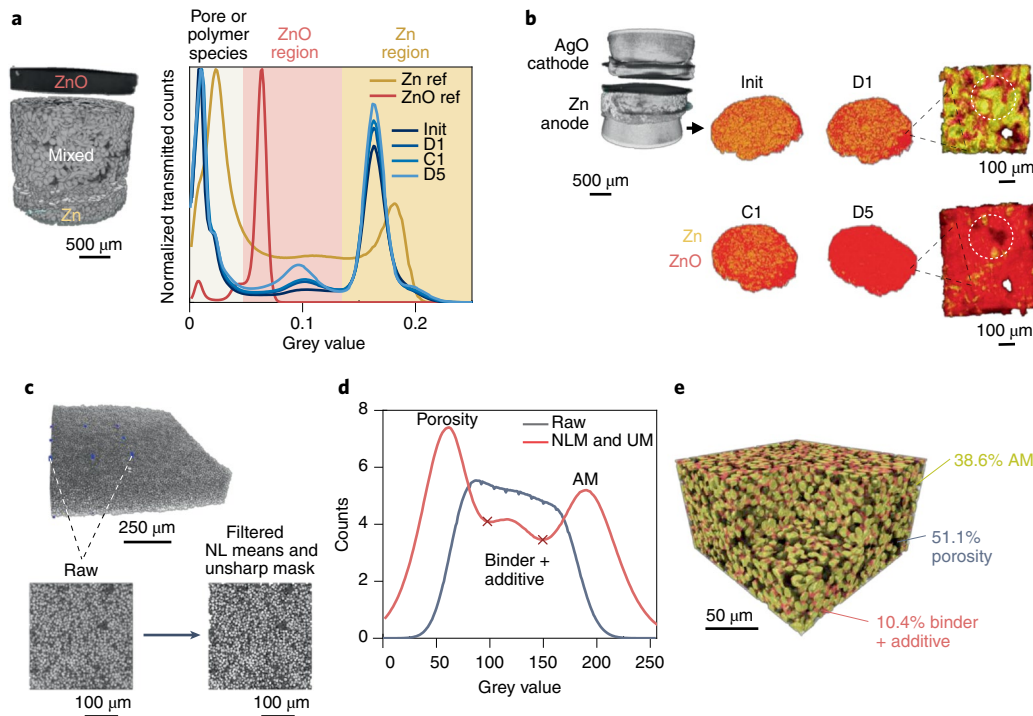 a
ZnO
Mixed
Zn
500 μm
Pore or
polymer
species
ZnO
region
Zn
region
Zn ref
ZnO ref
Init
D1
C1
D5
Normalized transmitted counts
0
0.1
0.2
Grey value
b
AgO
cathode
Zn
anode
500 μm
Init
D1
100 μm
C1
D5
Zn
ZnO
100 μm
c
250 μm
Raw
Filtered
NL means and
unsharp mask
100 μm
100 μm
d
8
6
4
2
0
Counts
Porosity
Raw
NLM and UM
AM
Binder +
additive
0
50
100
150
200
250
Grey value
e
38.6% AM
51.1%
porosity
10.4% binder
+ additive
50 μm